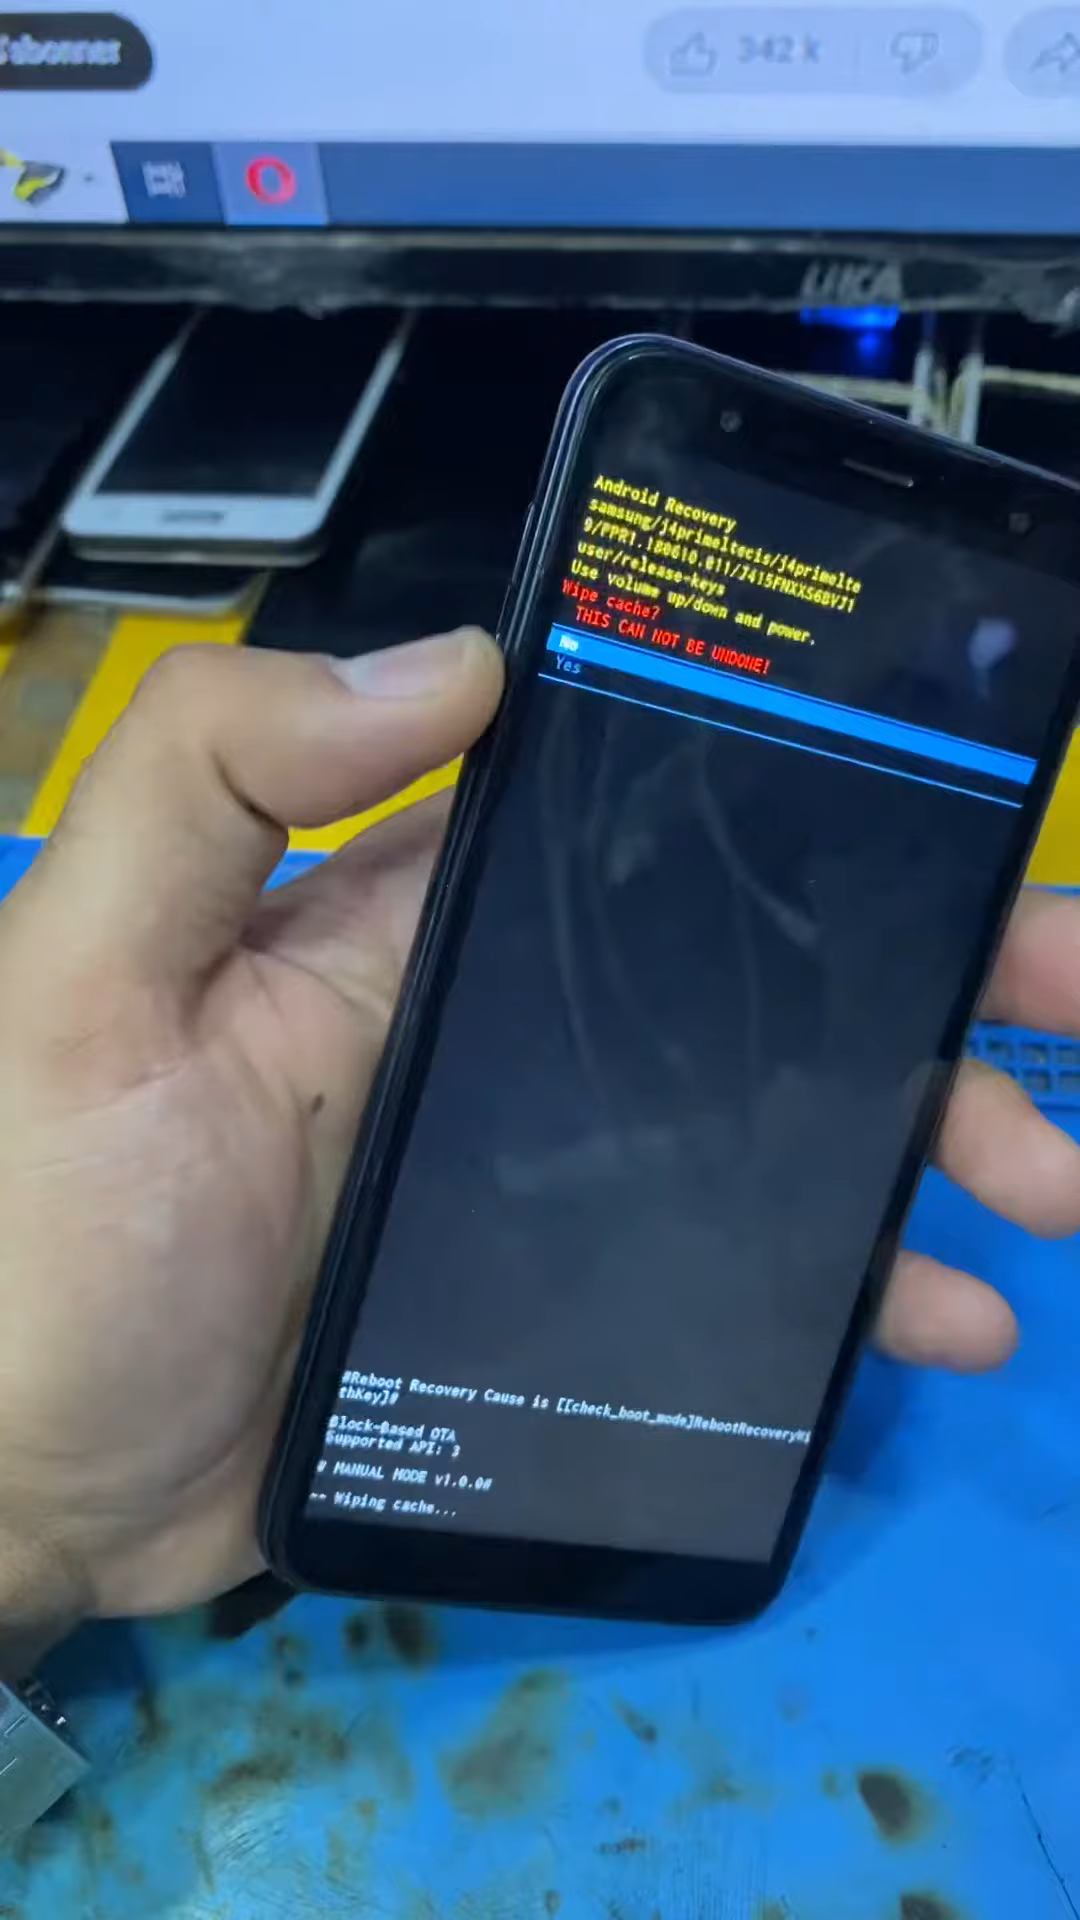 S'abonner
342 k
LUKA
Android Recovery
samsung/j4primeltecis/j4primelte
9/PPR1.180610.011/J415FNXXS6BVJ1
user/release-keys
Use volume up/down and power.
Wipe cache?
THIS CAN NOT BE UNDONE!
No
Yes
#Reboot Recovery Cause is [[check_boot_mode]RebootRecoveryWi
thKey]#
Block-Based OTA
Supported API: 3
# MANUAL MODE v1.0.0#
-- Wiping cache...